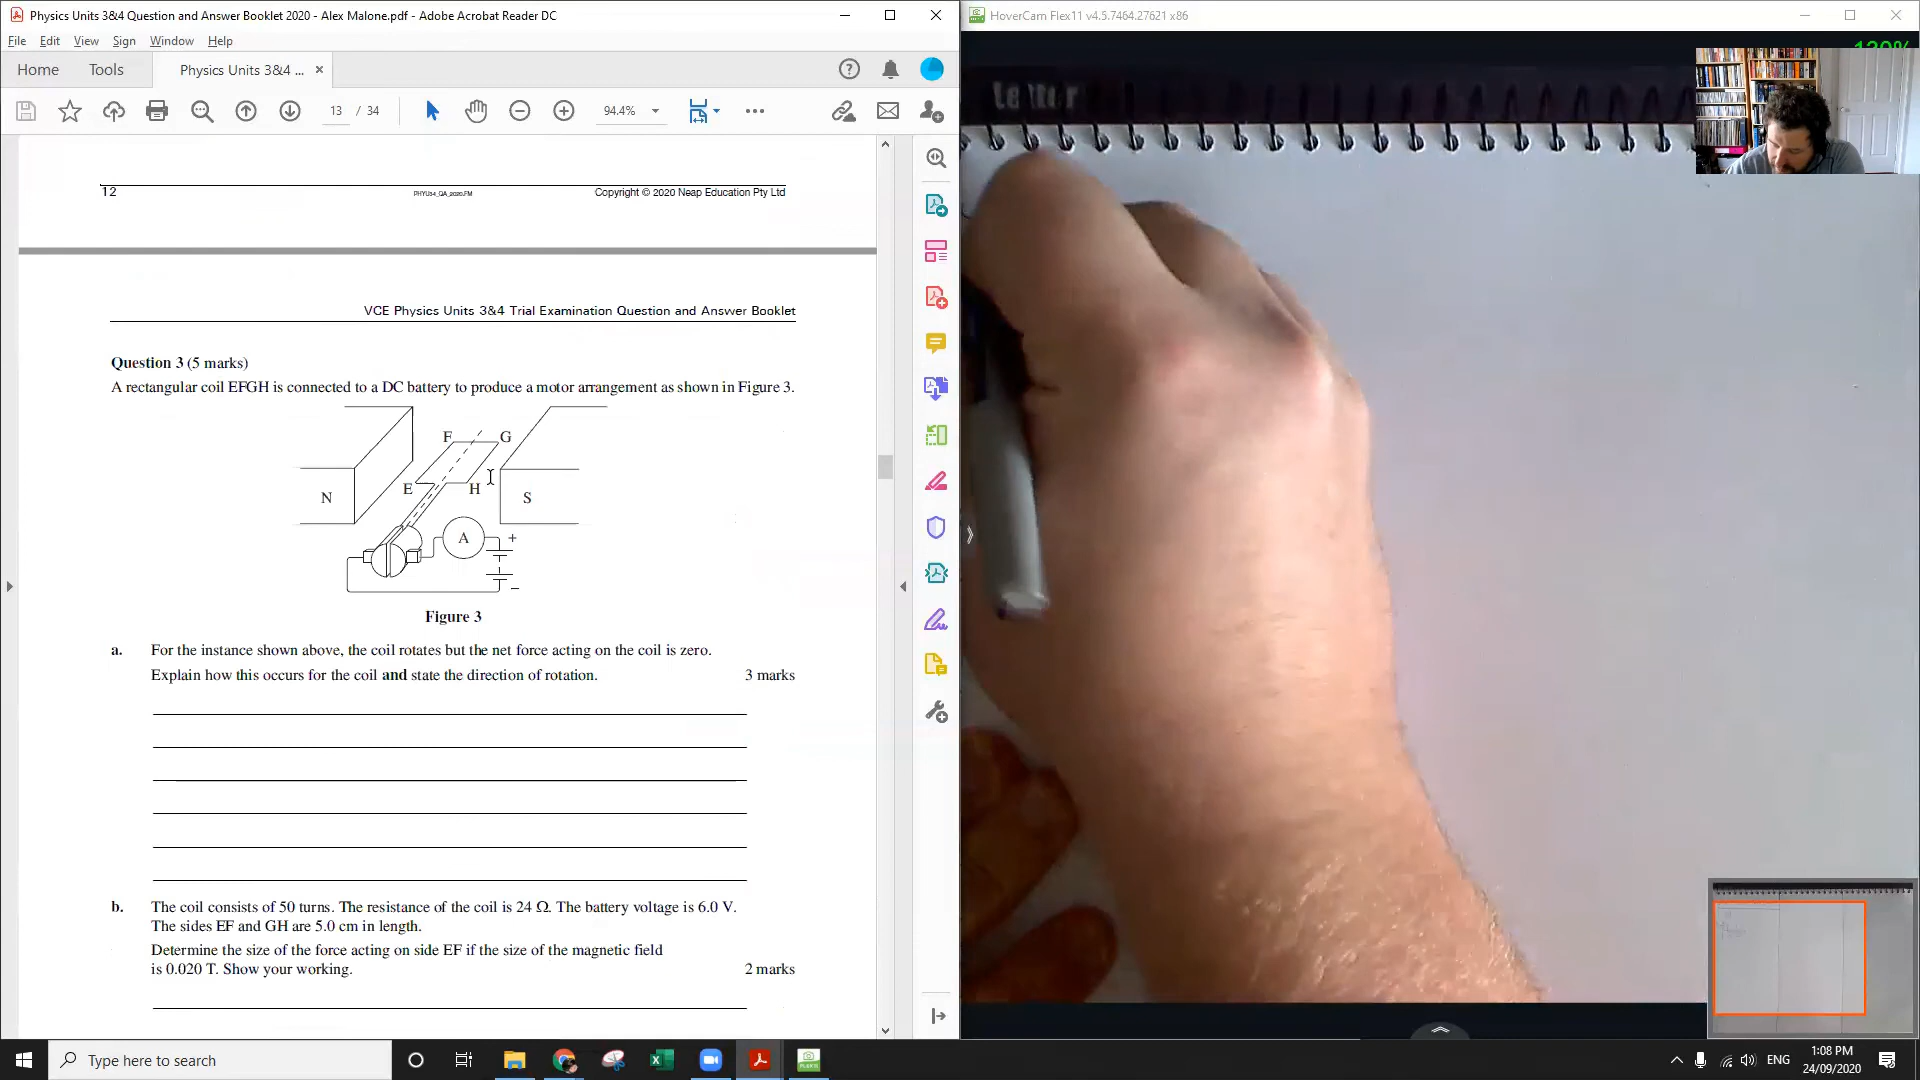 Physics Units 3&4 Question and Answer Booklet 2020 - Alex Malone.pdf - Adobe Acrobat Reader DC
File Edit View Sign Window Help
Home Tools Physics Units 3&4 ... ×
13 / 34 94.4%
12 PHYU34_QA_2020.FM Copyright © 2020 Neap Education Pty Ltd
VCE Physics Units 3&4 Trial Examination Question and Answer Booklet
Question 3 (5 marks)
A rectangular coil EFGH is connected to a DC battery to produce a motor arrangement as shown in Figure 3.
F G
E H
N S
A +
–
Figure 3
a. For the instance shown above, the coil rotates but the net force acting on the coil is zero.
Explain how this occurs for the coil and state the direction of rotation. 3 marks
b. The coil consists of 50 turns. The resistance of the coil is 24 Ω. The battery voltage is 6.0 V.
The sides EF and GH are 5.0 cm in length.
Determine the size of the force acting on side EF if the size of the magnetic field
is 0.020 T. Show your working. 2 marks
HoverCam Flex11 v4.5.7464.27621 x86
Letter
Type here to search
ENG
1:08 PM
24/09/2020